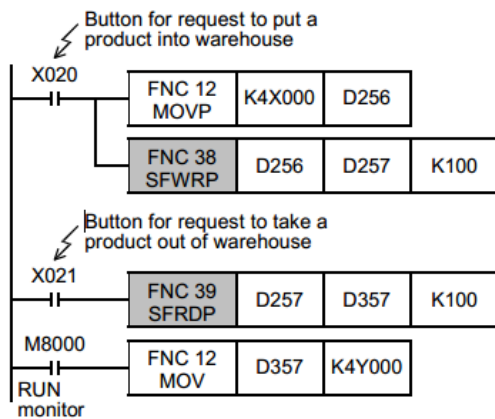 Button for request to put a
product into warehouse
X020
FNC 12
MOVP
K4X000
D256
FNC 38
SFWRP
D256
D257
K100
Button for request to take a
product out of warehouse
X021
FNC 39
SFRDP
D257
D357
K100
M8000
FNC 12
MOV
D357
K4Y000
RUN
monitor